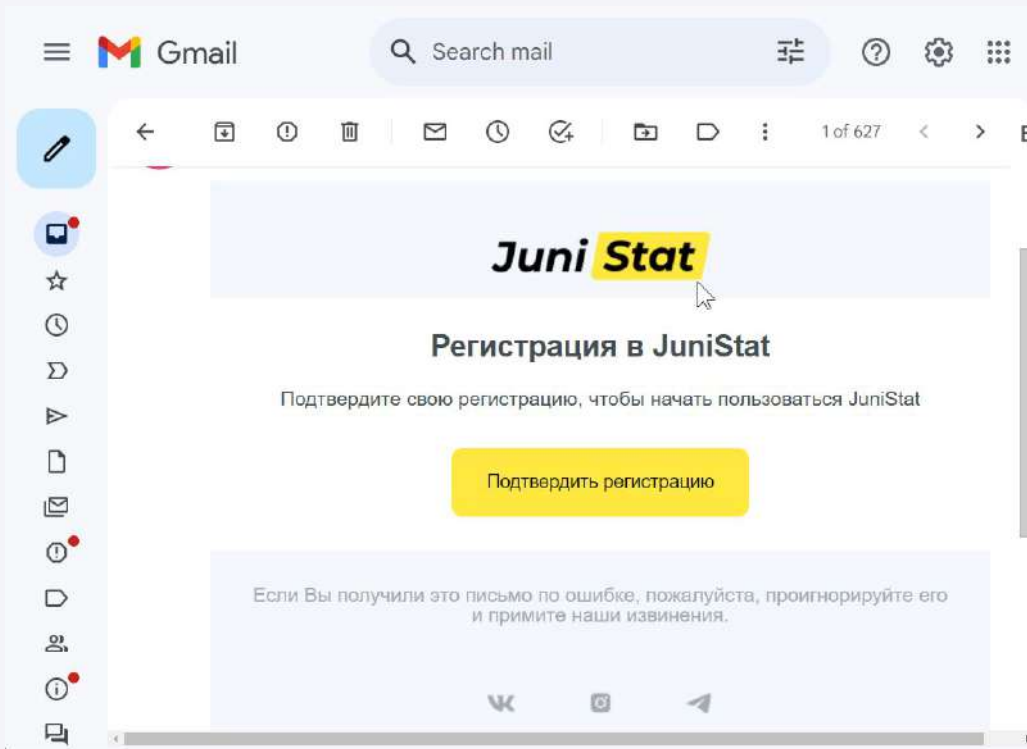 Gmail
Search mail
1 of 627
Juni Stat
Регистрация в JuniStat
Подтвердите свою регистрацию, чтобы начать пользоваться JuniStat
Подтвердить регистрацию
Если Вы получили это письмо по ошибке, пожалуйста, проигнорируйте его
и примите наши извинения.